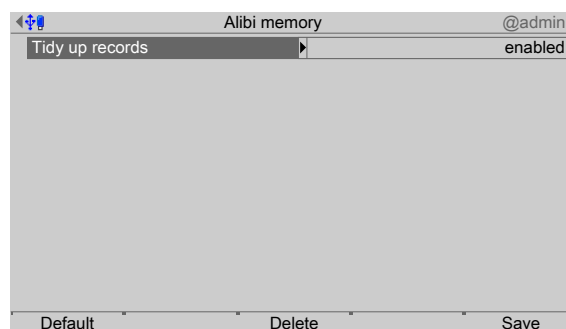 Alibi memory @admin
Tidy up records enabled
Default Delete Save